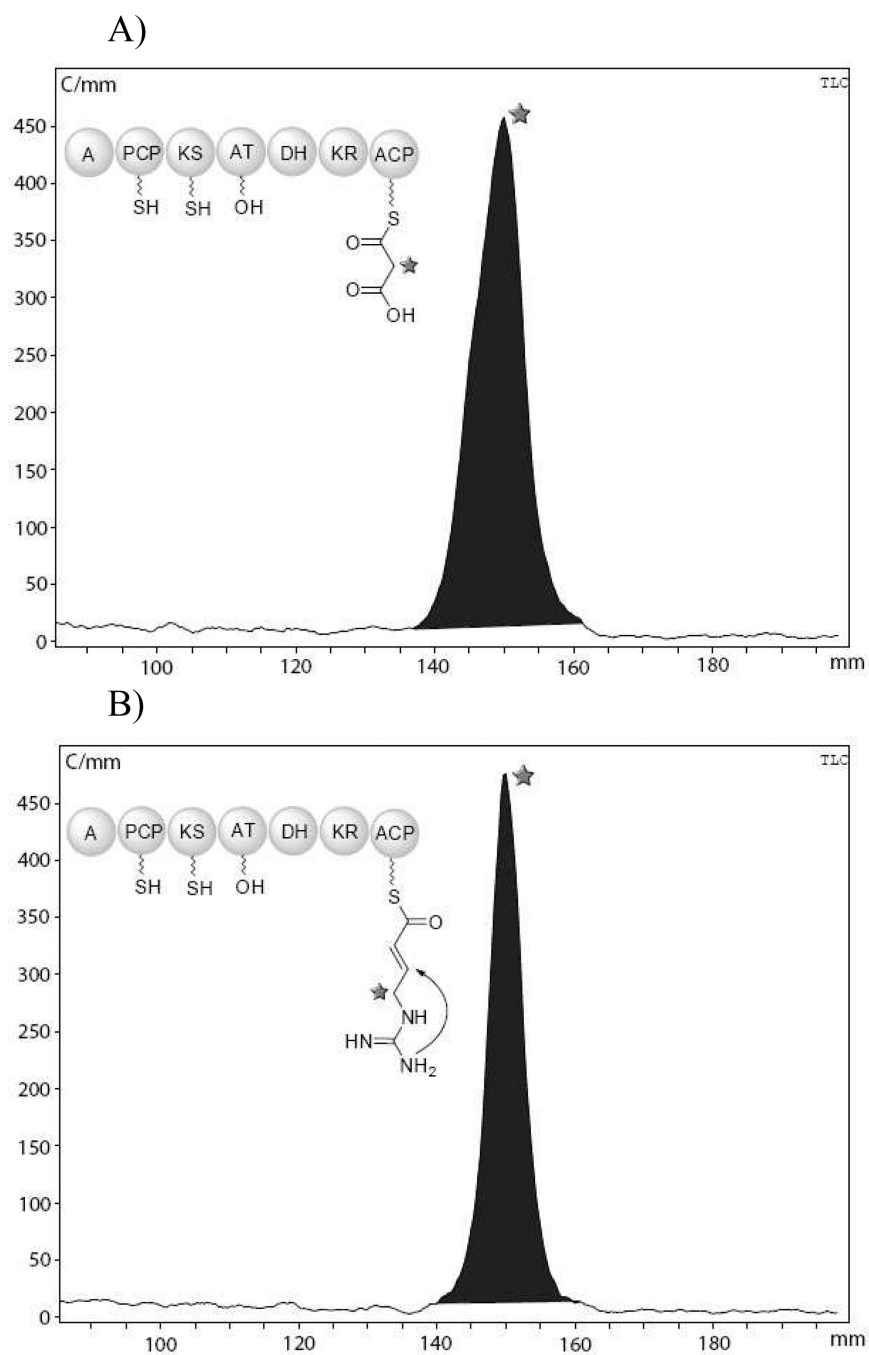 A)
C/mm TLC
450
A PCP KS AT DH KR ACP
400
SH SH OH S
350
O
O
300
OH
250
200
150
100
50
0
100 120 140 160 180 mm
B)
C/mm TLC
450
A PCP KS AT DH KR ACP
400
SH SH OH
S
350
O
300
NH
250
HN
NH2
200
150
100
50
0
100 120 140 160 180 mm